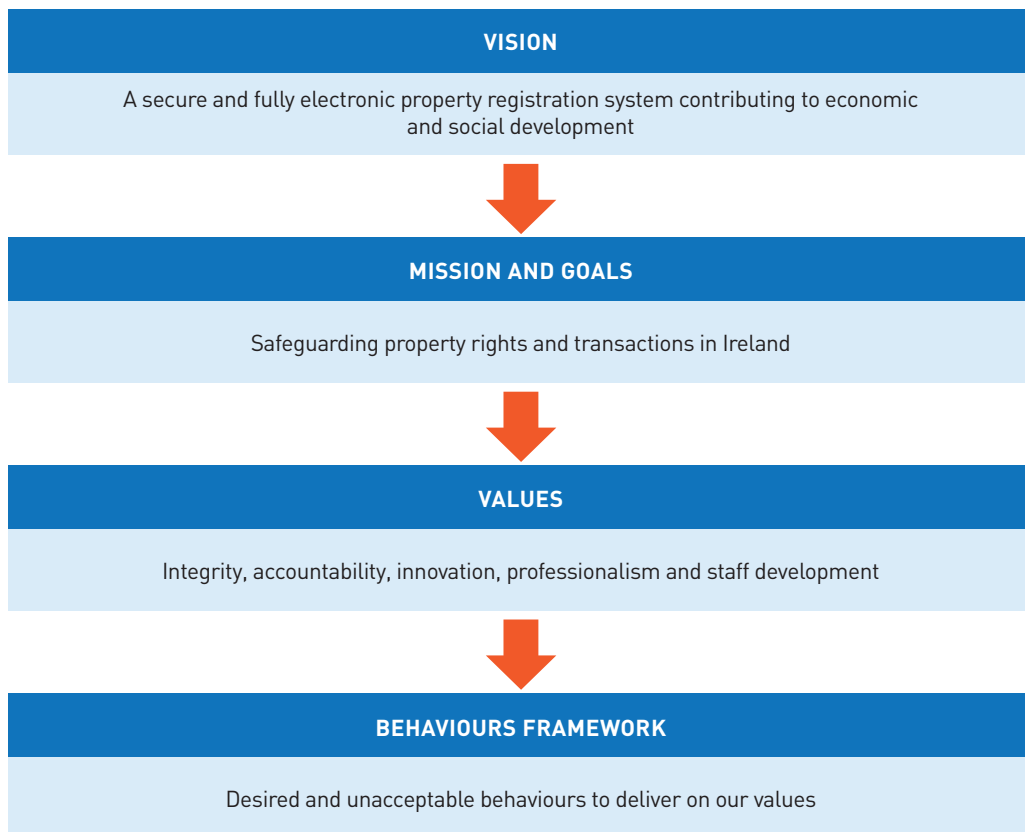 VISION
A secure and fully electronic property registration system contributing to economic
and social development
MISSION AND GOALS
Safeguarding property rights and transactions in Ireland
VALUES
Integrity, accountability, innovation, professionalism and staff development
BEHAVIOURS FRAMEWORK
Desired and unacceptable behaviours to deliver on our values